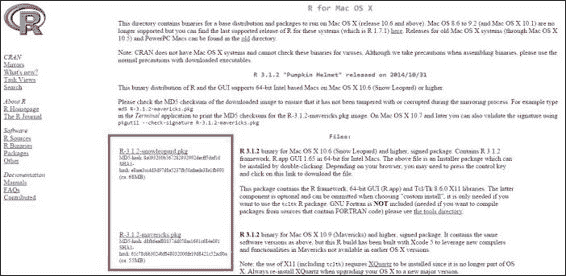 R for Mac OS X
This directory contains binaries for a base distribution and packages to run on Mac OS X (release 10.6 and above). Mac OS 8.6 to 9.2 (and Mac OS X 10.1) are no
longer supported but you can find the last supported release of R for these systems (which is R 1.7.1) here. Releases for old Mac OS X systems (through Mac OS X
10.5) and PowerPC Macs can be found in the old directory.
Note: CRAN does not have Mac OS X systems and cannot check these binaries for viruses. Although we take precautions when assembling binaries, please use the
normal precautions with downloaded executables.
R 3.1.2 "Pumpkin Helmet" released on 2014/10/31
This binary distribution of R and the GUI supports 64-bit Intel based Macs on Mac OS X 10.6 (Snow Leopard) or higher.
Please check the MD5 checksum of the downloaded image to ensure that it has not been tampered with or corrupted during the mirroring process. For example type
md5 R-3.1.2-mavericks.pkg
in the Terminal application to print the MD5 checksum for the R-3.1.2-mavericks.pkg image. On Mac OS X 10.7 and later you can also validate the signature using
pkgutil --check-signature R-3.1.2-mavericks.pkg
CRAN
Mirrors
What's new?
Task Views
Search
About R
R Homepage
The R Journal
Software
R Sources
R Binaries
Packages
Other
Documentation
Manuals
FAQs
Contributed
Files:
R-3.1.2-snowleopard.pkg
MD5-hash:
SHA1-
hash:
(ca. 68MB)
R 3.1.2 binary for Mac OS X 10.6 (Snow Leopard) and higher, signed package. Contains R 3.1.2
framework, R.app GUI 1.65 in 64-bit for Intel Macs. The above file is an Installer package which can
be installed by double-clicking. Depending on your browser, you may need to press the control key
and click on this link to download the file.
This package contains the R framework, 64-bit GUI (R.app) and Tcl/Tk 8.6.0 X11 libraries. The latter
component is optional and can be ommitted when choosing "custom install", it is only needed if you
want to use the tcltk R package. GNU Fortran is NOT included (needed if you want to compile
packages from sources that contain FORTRAN code) please see the tools directory.
R-3.1.2-mavericks.pkg
MD5-hash:
SHA1-
hash:
(ca. 55MB)
R 3.1.2 binary for Mac OS X 10.9 (Mavericks) and higher, signed package. It contains the same
software versions as above, but this R build has been built with Xcode 5 to leverage new compilers
and functionalities in Mavericks not available in earlier OS X versions.
Note: the use of X11 (including tcltk) requires XQuartz to be installed since it is no longer part of OS
X. Always re-install XQuartz when upgrading your OS X to a new major version.